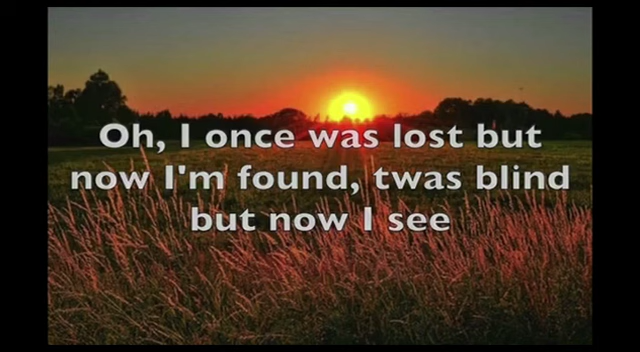 Oh, I once was lost but
now I'm found, twas blind
but now I see